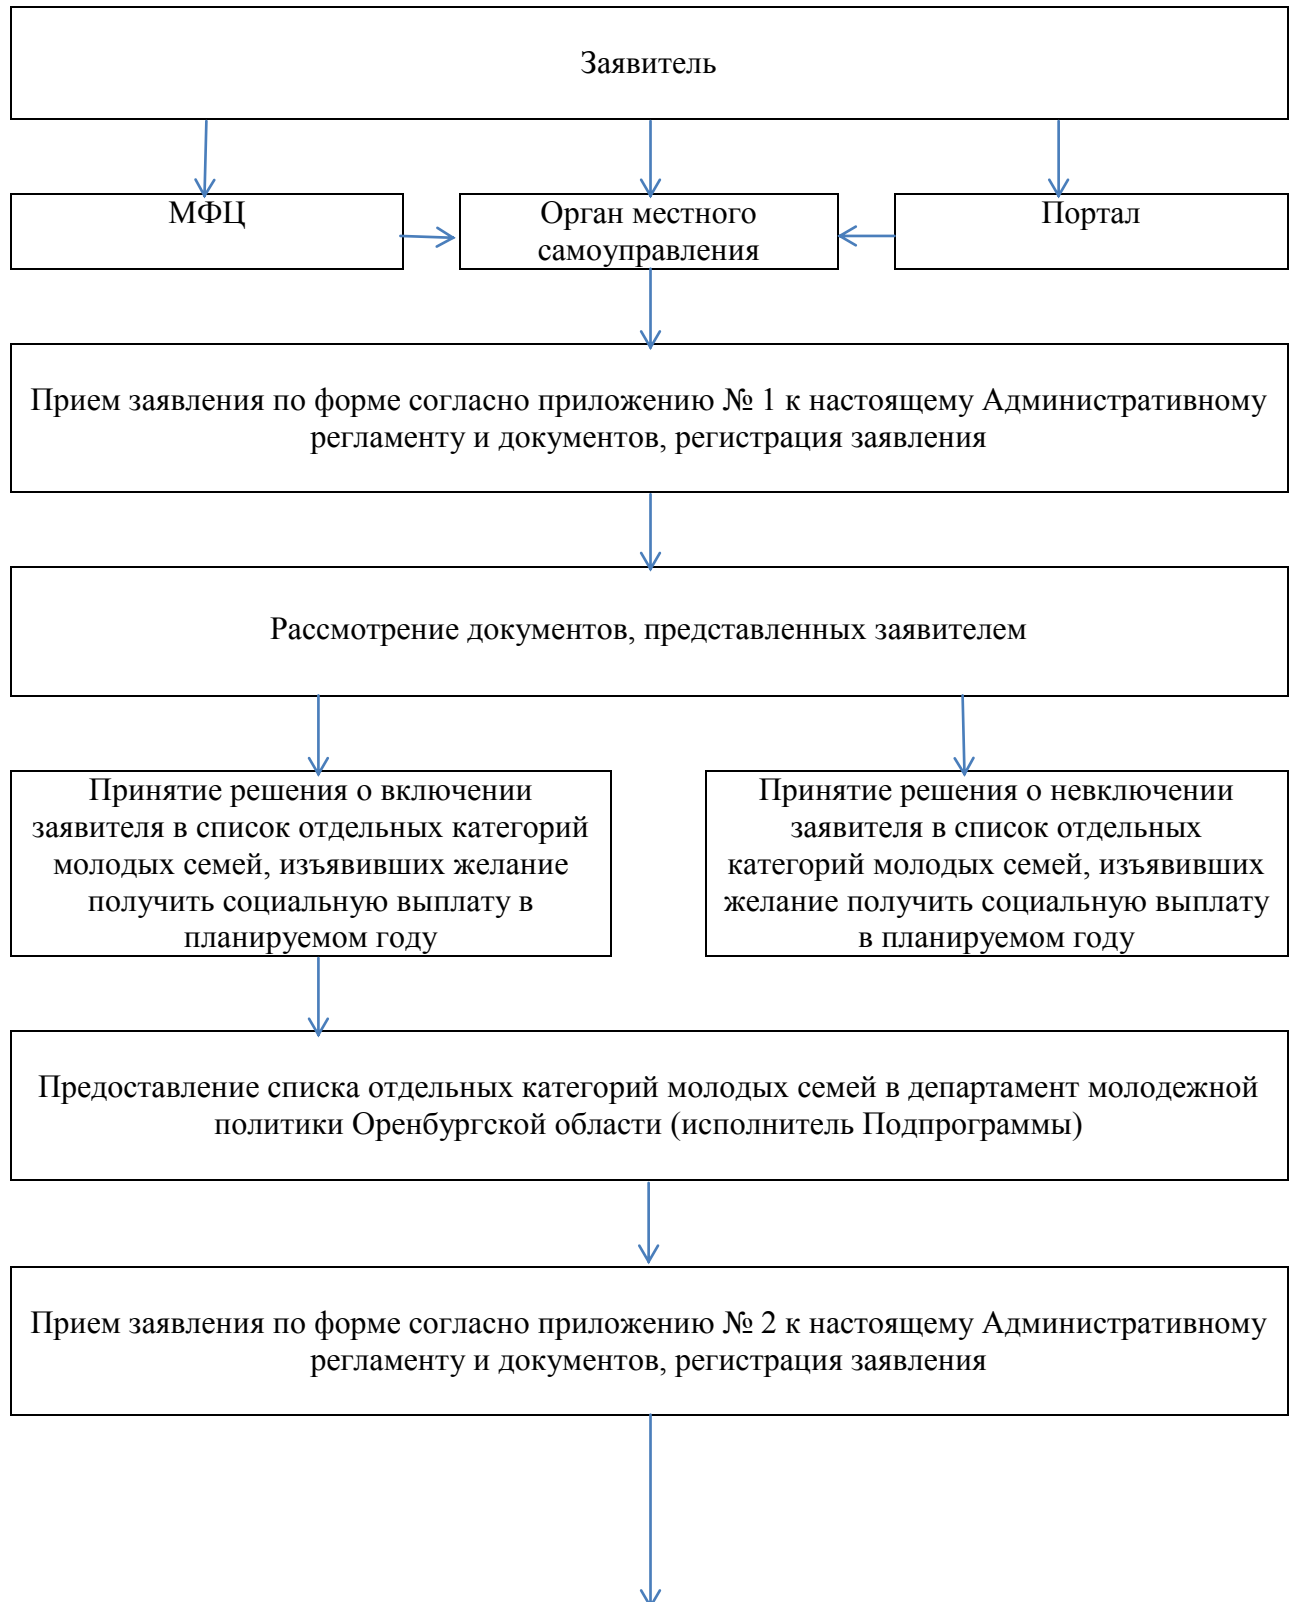 Заявитель
МФЦ
Орган местного
самоуправления
Портал
Прием заявления по форме согласно приложению № 1 к настоящему Административному
регламенту и документов, регистрация заявления
Рассмотрение документов, представленных заявителем
Принятие решения о включении
заявителя в список отдельных категорий
молодых семей, изъявивших желание
получить социальную выплату в
планируемом году
Принятие решения о невключении
заявителя в список отдельных
категорий молодых семей, изъявивших
желание получить социальную выплату
в планируемом году
Предоставление списка отдельных категорий молодых семей в департамент молодежной
политики Оренбургской области (исполнитель Подпрограммы)
Прием заявления по форме согласно приложению № 2 к настоящему Административному
регламенту и документов, регистрация заявления